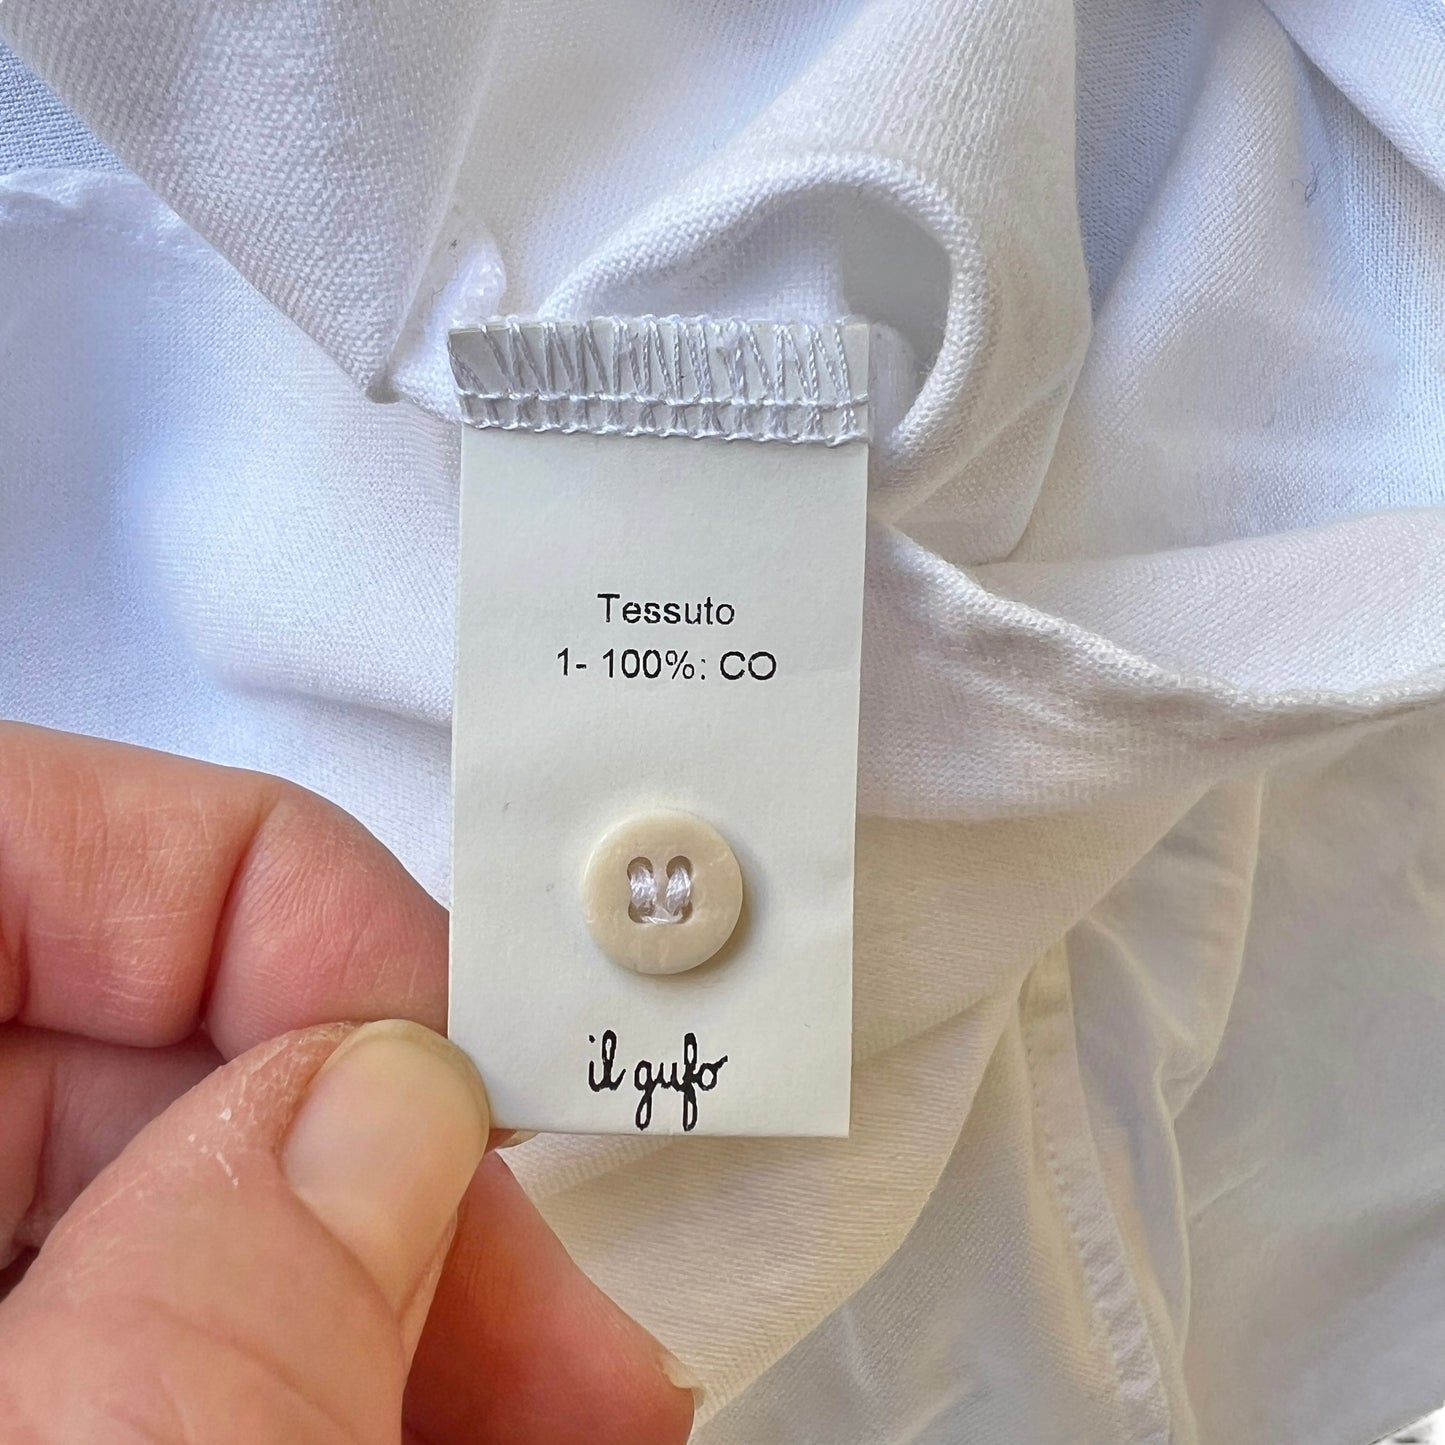 Tessuto
1- 100%: CO
il gufo